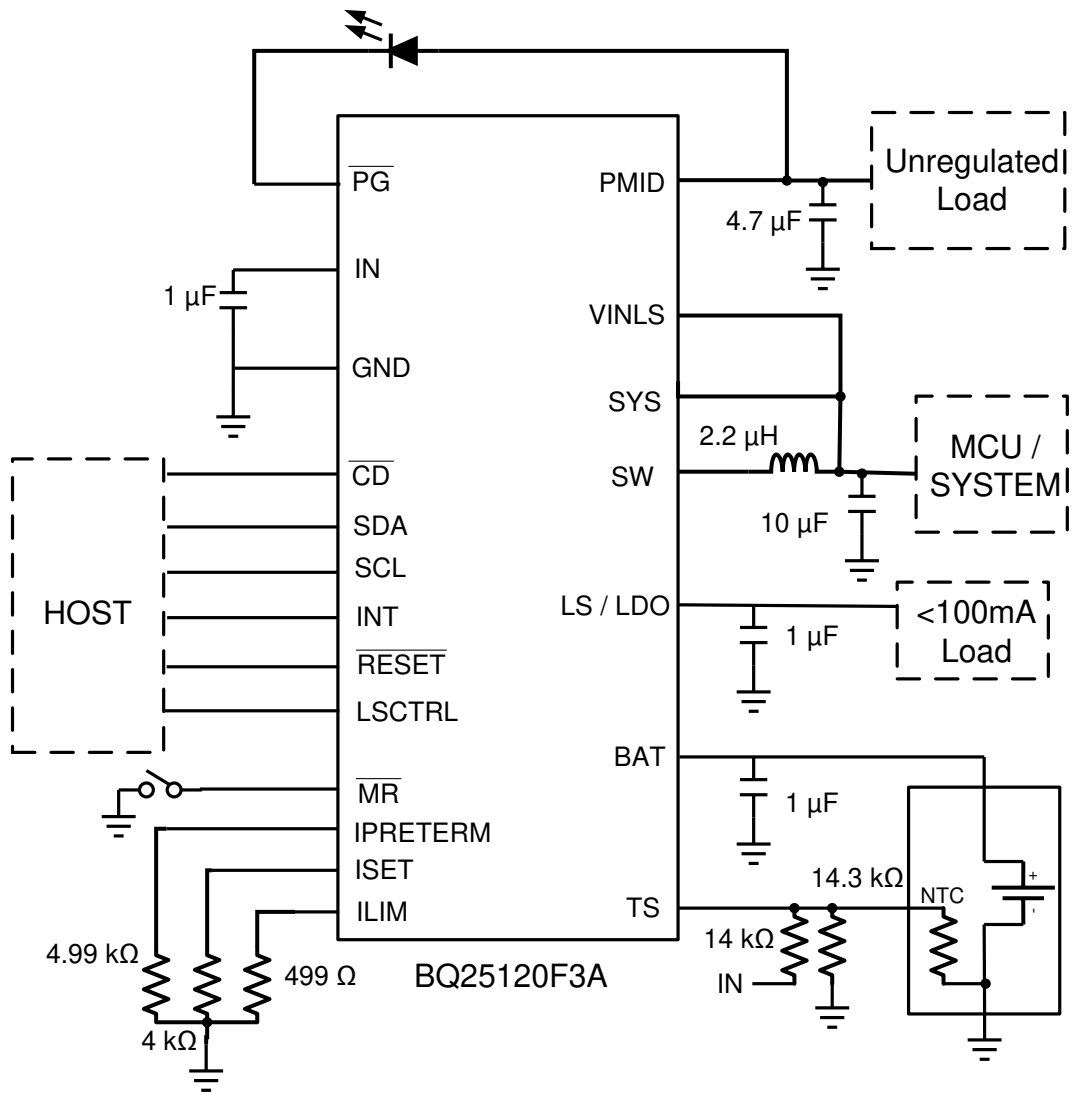 PG
PMID
Unregulated
Load
4.7 µF
IN
1 µF
GND
VINLS
SYS
2.2 µH
SW
MCU /
SYSTEM
10 µF
HOST
CD
SDA
SCL
INT
RESET
LSCTRL
LS / LDO
<100mA
Load
1 µF
MR
IPRETERM
ISET
ILIM
BAT
1 µF
+
-
14.3 kΩ
NTC
TS
14 kΩ
IN
4.99 kΩ
499 Ω
4 kΩ
BQ25120F3A